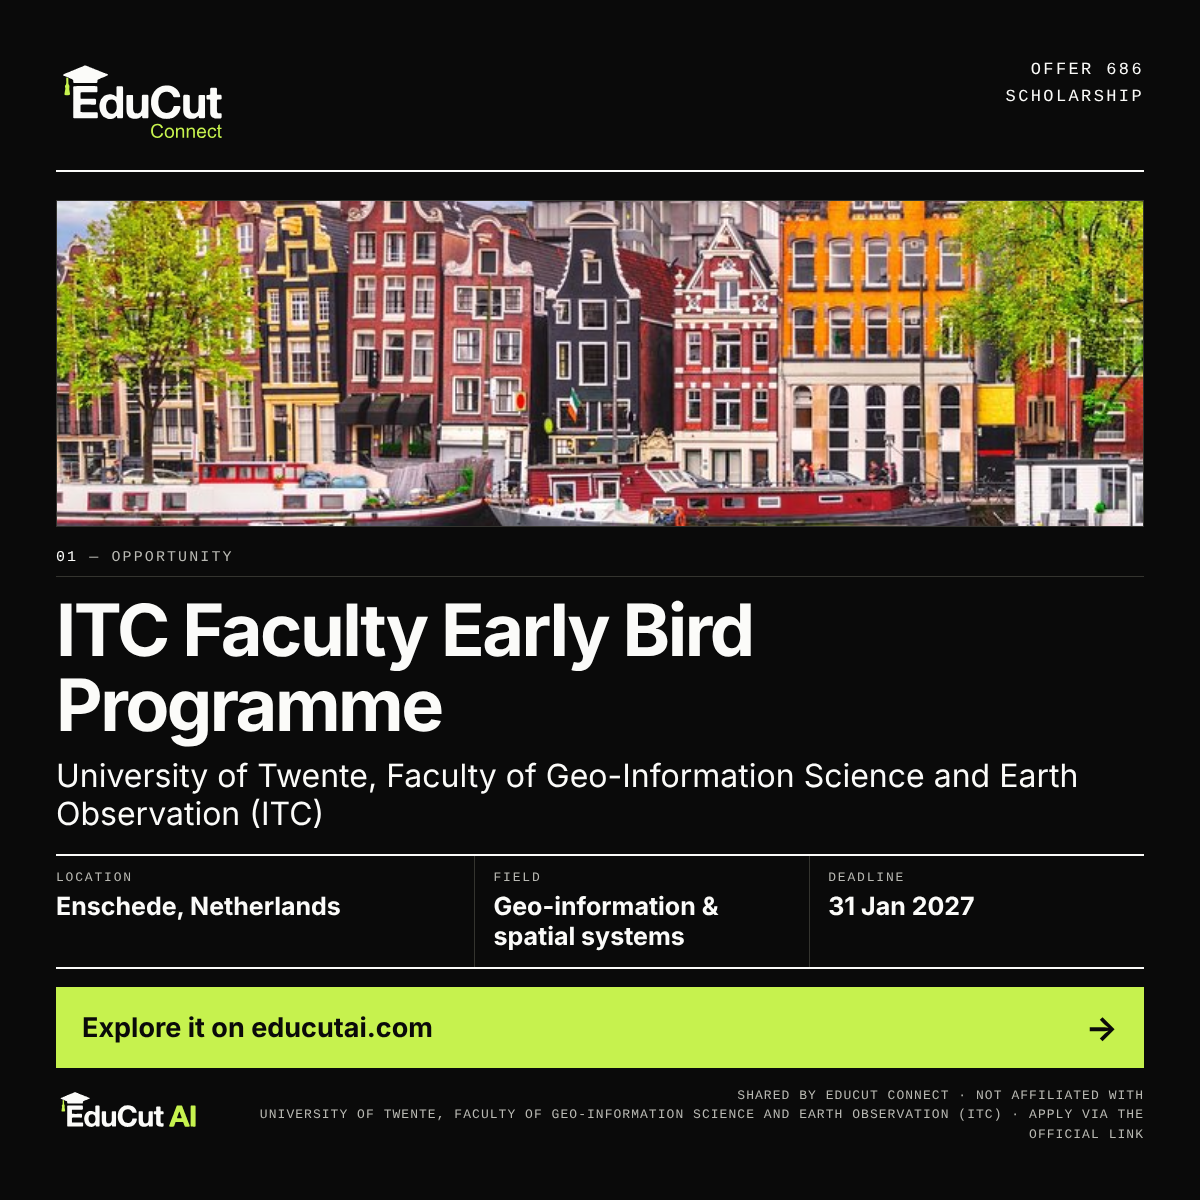 EduCut
Connect
OFFER 686
SCHOLARSHIP
01 — OPPORTUNITY
ITC Faculty Early Bird
Programme
University of Twente, Faculty of Geo-Information Science and Earth
Observation (ITC)
LOCATION
Enschede, Netherlands
FIELD
Geo-information &
spatial systems
DEADLINE
31 Jan 2027
Explore it on educutai.com →
EduCut AI
SHARED BY EDUCUT CONNECT · NOT AFFILIATED WITH
UNIVERSITY OF TWENTE, FACULTY OF GEO-INFORMATION SCIENCE AND EARTH OBSERVATION (ITC) · APPLY VIA THE
OFFICIAL LINK